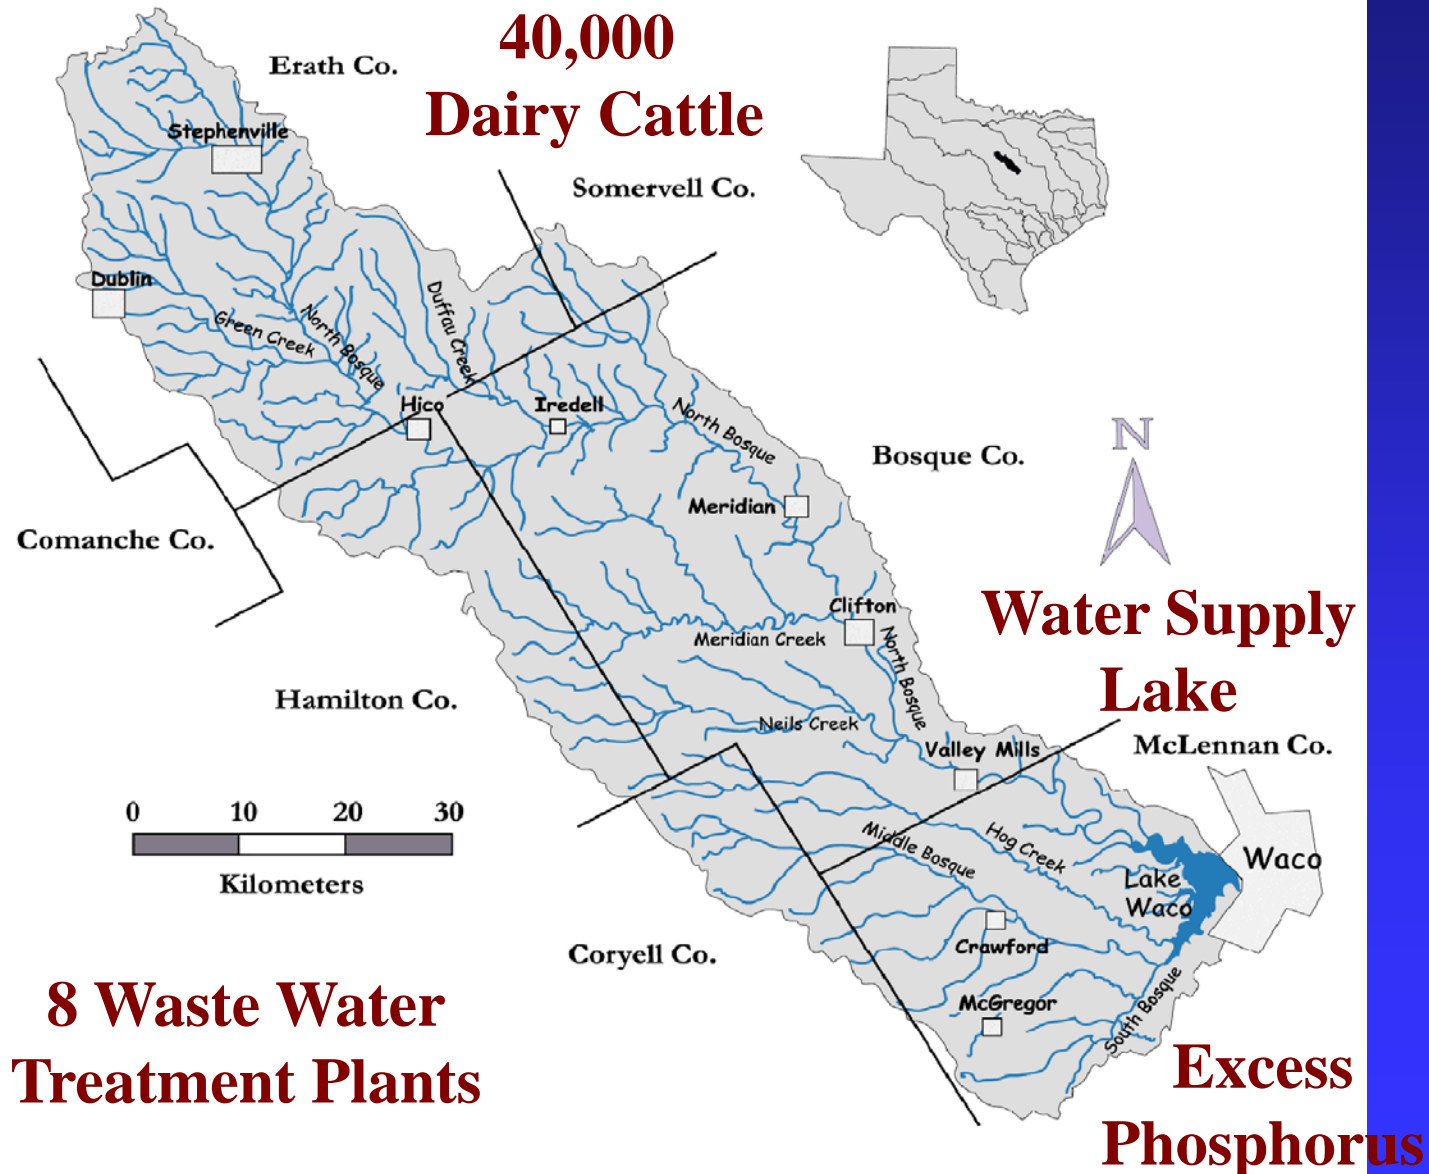 40,000
Dairy Cattle
Erath Co.
Stephenville
Somervell Co.
Dublin
Duffau Creek
Green Creek
North Bosque
Hico
Iredell
North Bosque
Bosque Co.
N
Meridian
Comanche Co.
Water Supply
Lake
Clifton
Meridian Creek
North Bosque
Hamilton Co.
Neils Creek
Valley Mills
McLennan Co.
0 10 20 30
Kilometers
Middle Bosque
Hog Creek
Waco
Lake
Waco
Crawford
Coryell Co.
McGregor
South Bosque
8 Waste Water
Treatment Plants
Excess
Phosphorus